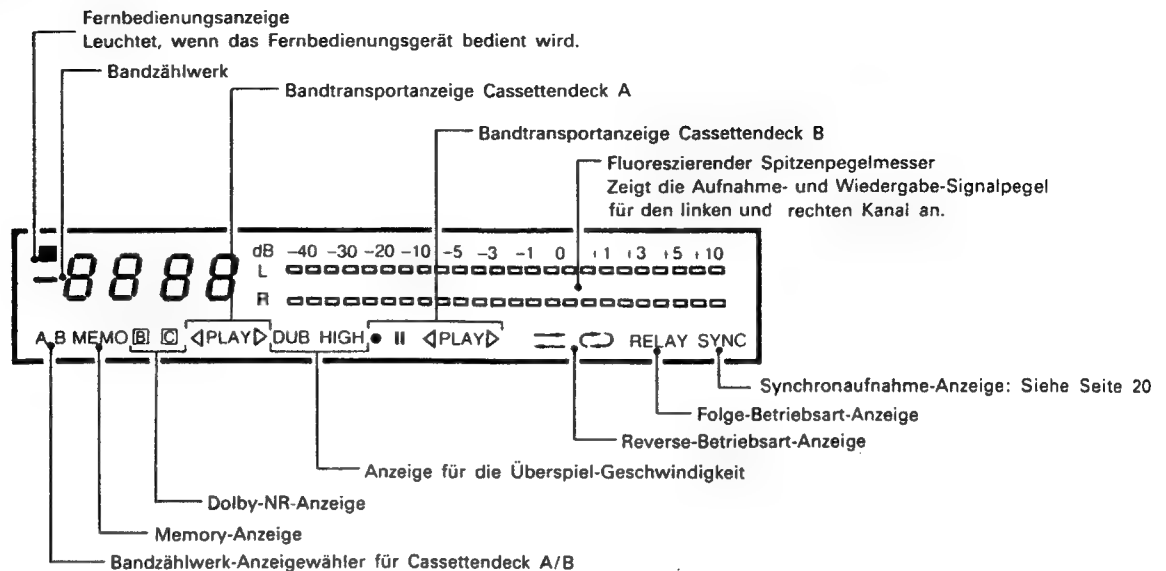 Fernbedienungsanzeige
Leuchtet, wenn das Fernbedienungsgerät bedient wird.
Bandzählwerk
Bandtransportanzeige Cassettendeck A
Bandtransportanzeige Cassettendeck B
Fluoreszierender Spitzenpegelmesser
Zeigt die Aufnahme- und Wiedergabe-Signalpegel
für den linken und rechten Kanal an.
8888
dB -40 -30 -20 -10 -5 -3 -1 0 +1 +3 +5 +10
L
R
A B MEMO B C ◁PLAY▷ DUB HIGH ● II ◁PLAY▷ RELAY SYNC
Synchronaufnahme-Anzeige: Siehe Seite 20
Folge-Betriebsart-Anzeige
Reverse-Betriebsart-Anzeige
Anzeige für die Überspiel-Geschwindigkeit
Dolby-NR-Anzeige
Memory-Anzeige
Bandzählwerk-Anzeigewähler für Cassettendeck A/B